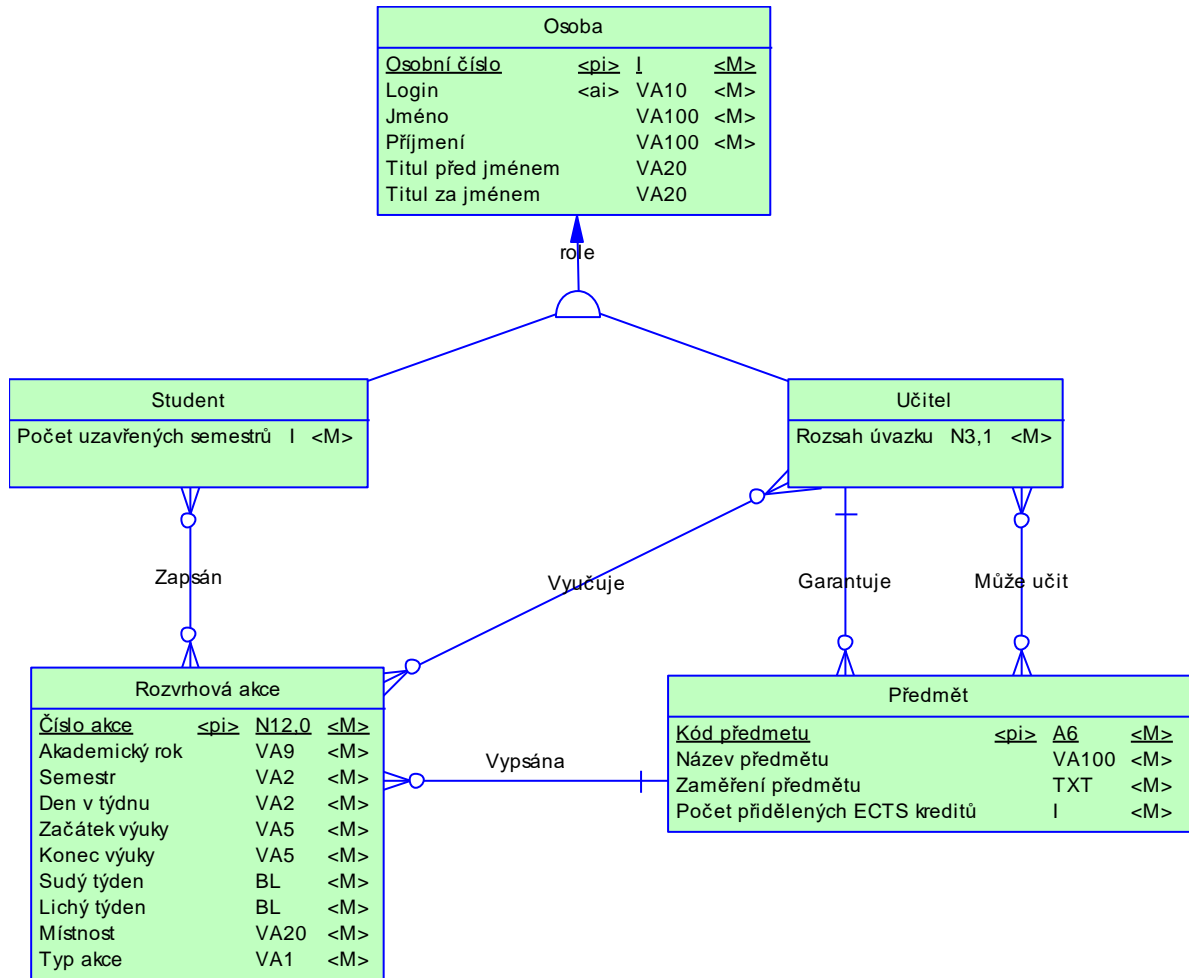 Osoba
Osobní číslo <pi> I <M>
Login <ai> VA10 <M>
Jméno VA100 <M>
Příjmení VA100 <M>
Titul před jménem VA20
Titul za jménem VA20
role
Student
Počet uzavřených semestrů I <M>
Učitel
Rozsah úvazku N3,1 <M>
Zapsán
Vyučuje
Garantuje
Může učit
Rozvrhová akce
Číslo akce <pi> N12,0 <M>
Akademický rok VA9 <M>
Semestr VA2 <M>
Den v týdnu VA2 <M>
Začátek výuky VA5 <M>
Konec výuky VA5 <M>
Sudý týden BL <M>
Lichý týden BL <M>
Místnost VA20 <M>
Typ akce VA1 <M>
Vypsána
Předmět
Kód předmetu <pi> A6 <M>
Název předmětu VA100 <M>
Zaměření předmětu TXT <M>
Počet přidělených ECTS kreditů I <M>